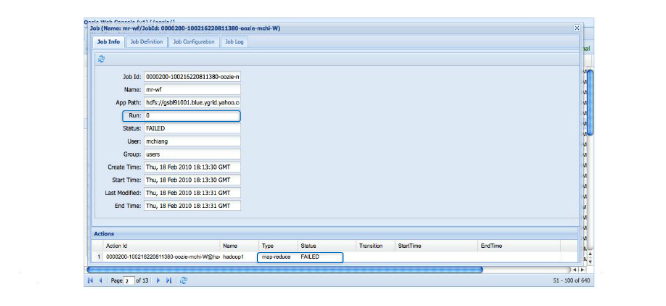 Job (Name: mr-wf/JobId: 0000200-100216220811380-oozie-mchi-W)
Job Info Job Definition Job Configuration Job Log
Job Id: 0000200-100216220811380-oozie-n
Name: mr-wf
App Path: hdfs://gsbl91001.blue.ygrid.yahoo.c
Run: 0
Status: FAILED
User: mchiang
Group: users
Create Time: Thu, 18 Feb 2010 18:13:30 GMT
Start Time: Thu, 18 Feb 2010 18:13:30 GMT
Last Modified: Thu, 18 Feb 2010 18:13:31 GMT
End Time: Thu, 18 Feb 2010 18:13:31 GMT
Actions
Action Id Name Type Status Transition StartTime EndTime
1 0000200-100216220811380-oozie-mchi-W@ha hadoop1 map-reduce FAILED
Page of 13 51 - 100 of 640